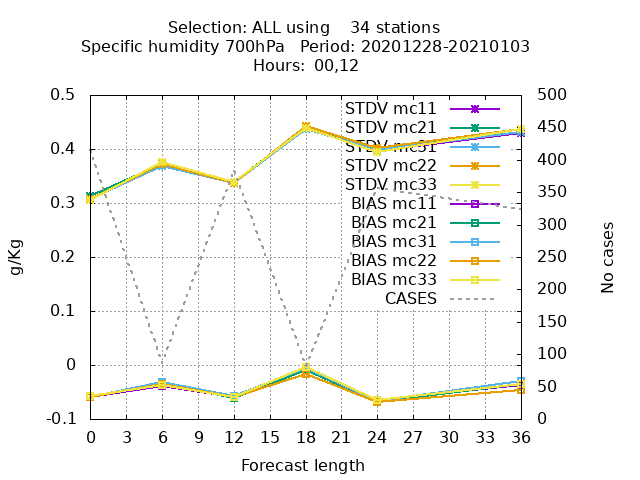 Selection: ALL using 34 stations
Specific humidity 700hPa Period: 20201228-20210103
Hours: 00,12
0.5
0.4
0.3
0.2
0.1
0
-0.1
g/Kg
STDV mc11
STDV mc21
STDV mc31
STDV mc22
STDV mc33
BIAS mc11
BIAS mc21
BIAS mc31
BIAS mc22
BIAS mc33
CASES
500
450
400
350
300
250
200
150
100
50
0
No cases
0 3 6 9 12 15 18 21 24 27 30 33 36
Forecast length